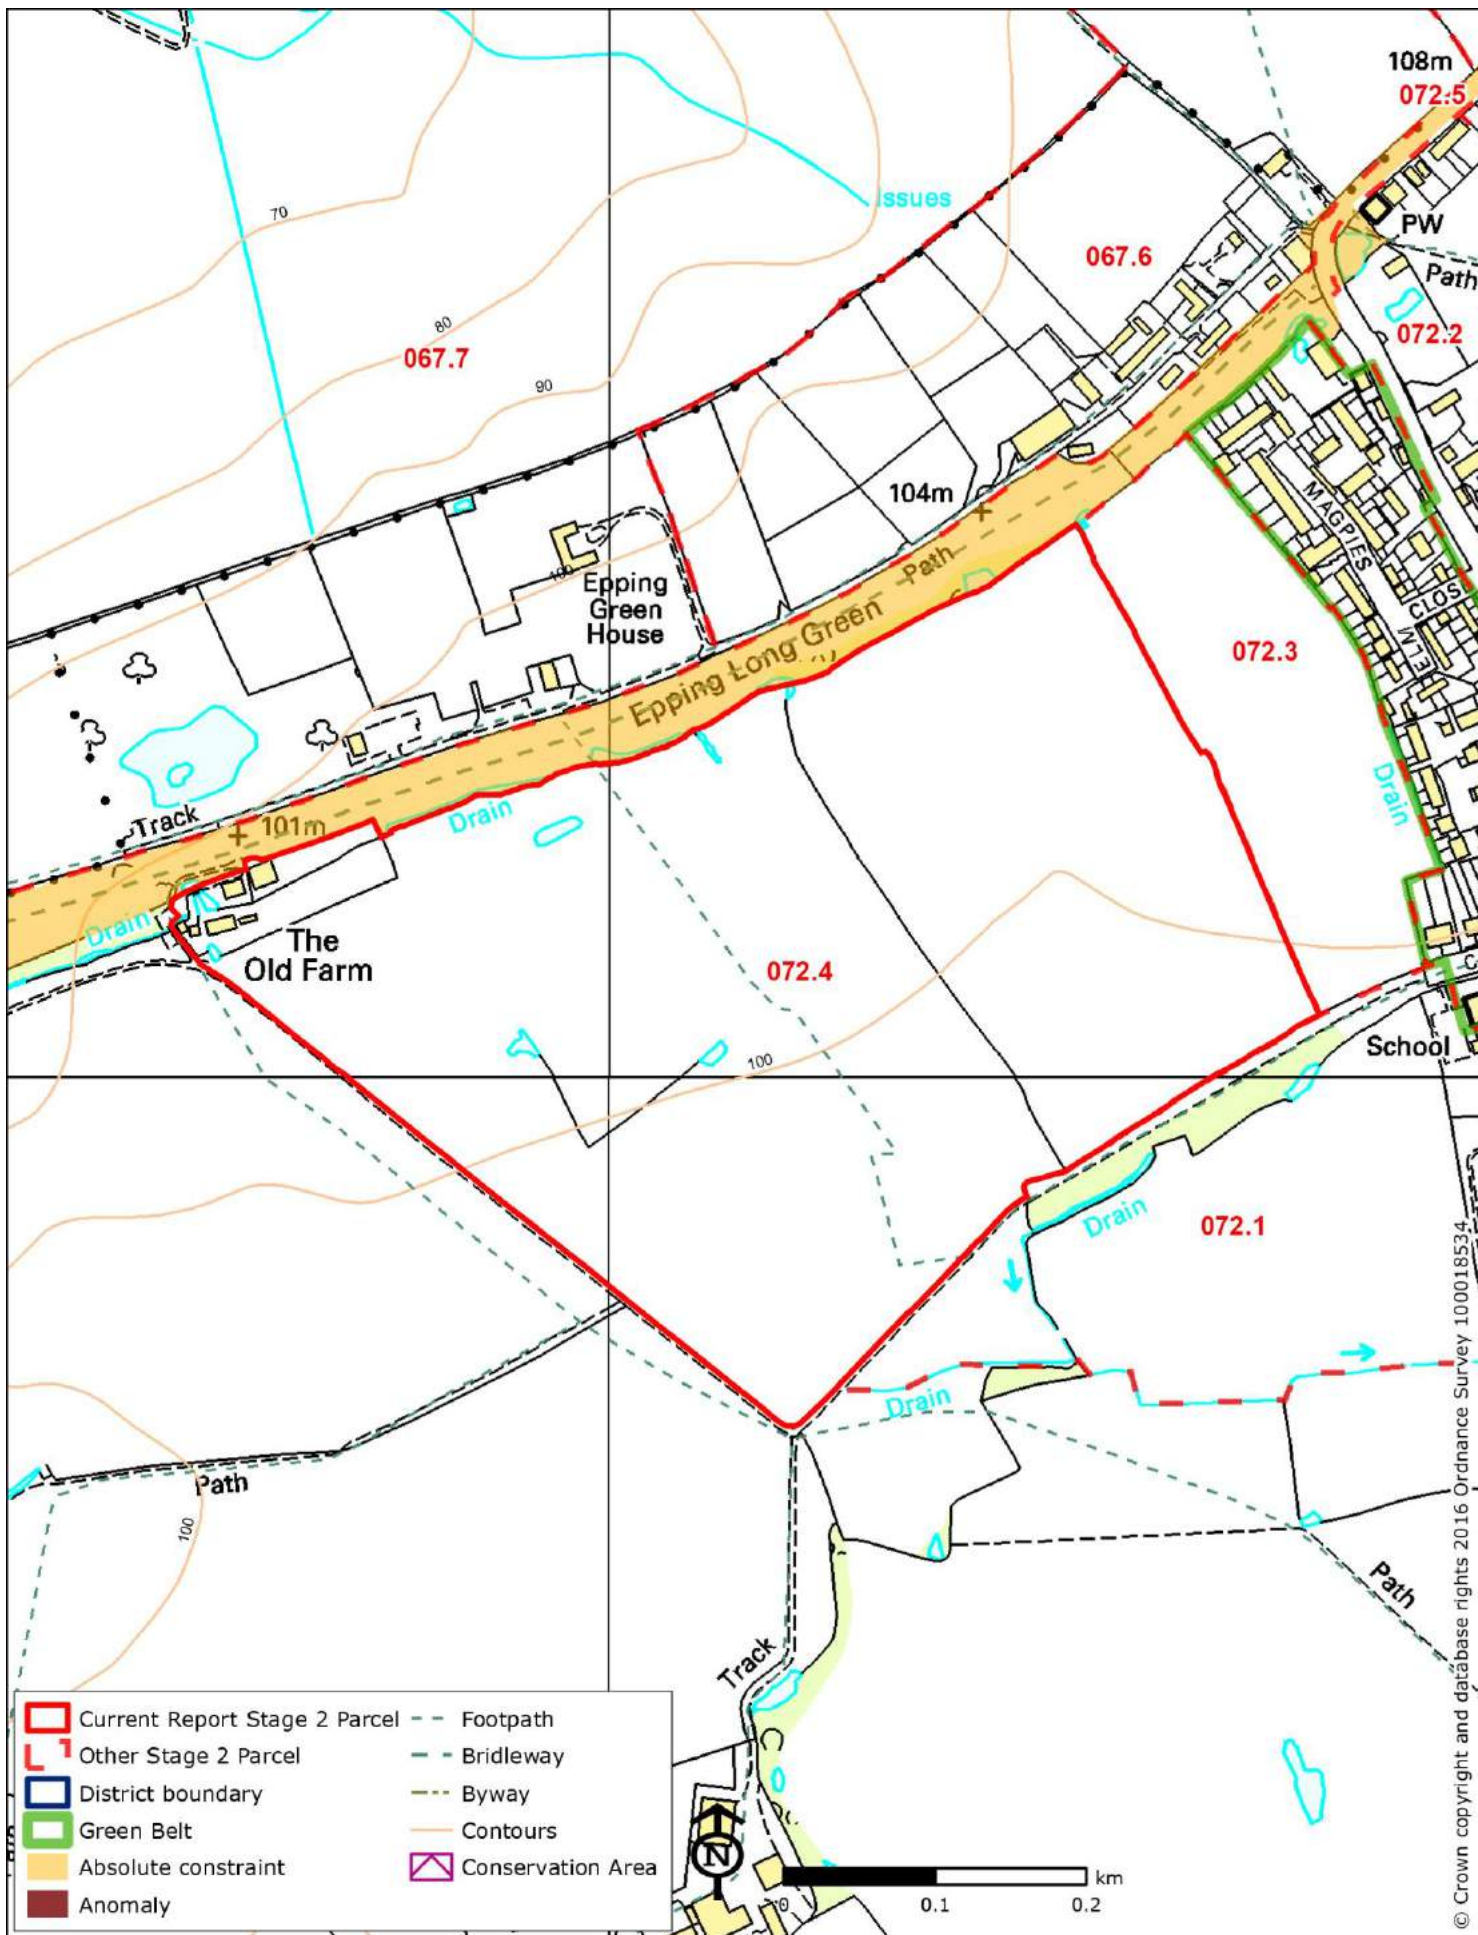 108m
072.5
70
Issues
PW
067.6
Path
80
072.2
067.7
90
104m
MAGPIES
100
Path
Epping
Green
House
CLOS
ELM
Epping Long Green
072.3
Drain
Track
101m
Drain
Drain
The
Old Farm
072.4
100
School
Drain
072.1
Drain
Path
100
Path
Track
Current Report Stage 2 Parcel
Other Stage 2 Parcel
District boundary
Green Belt
Absolute constraint
Anomaly
Footpath
Bridleway
Byway
Contours
Conservation Area
N
km
0
0.1
0.2
© Crown copyright and database rights 2016 Ordnance Survey 100018534